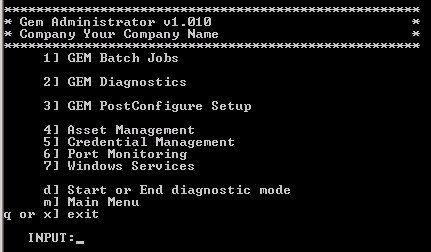 ****************************************************
* Gem Administrator v1.010                         *
* Company Your Company Name                        *
****************************************************
1] GEM Batch Jobs
2] GEM Diagnostics
3] GEM PostConfigure Setup
4] Asset Management
5] Credential Management
6] Port Monitoring
7] Windows Services
d] Start or End diagnostic mode
m] Main Menu
q or x] exit
INPUT:_